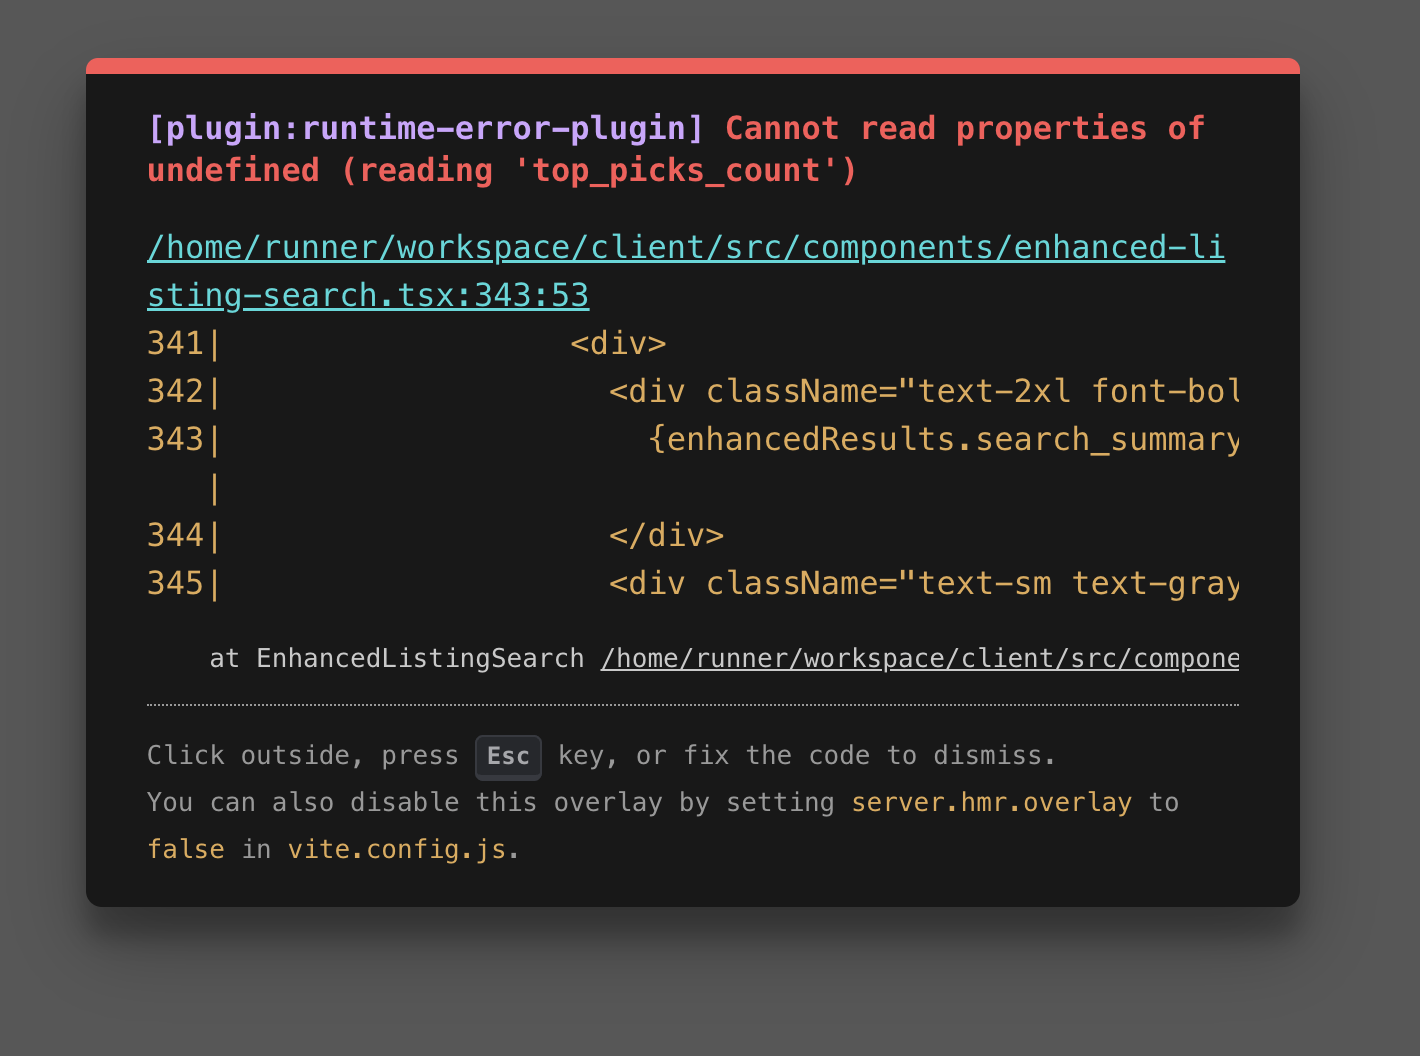 [plugin:runtime-error-plugin] Cannot read properties of
undefined (reading 'top_picks_count')
/home/runner/workspace/client/src/components/enhanced-li
sting-search.tsx:343:53
341|                  <div>
342|                    <div className="text-2xl font-bol
343|                      {enhancedResults.search_summary
   |
344|                    </div>
345|                    <div className="text-sm text-gray
    at EnhancedListingSearch /home/runner/workspace/client/src/compone
Click outside, press Esc key, or fix the code to dismiss.
You can also disable this overlay by setting server.hmr.overlay to
false in vite.config.js.